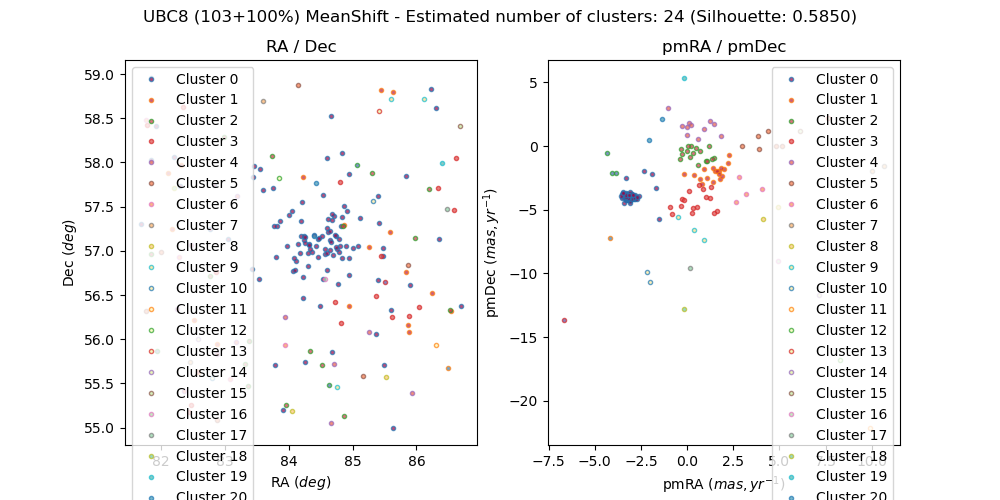 UBC8 (103+100%) MeanShift - Estimated number of clusters: 24 (Silhouette: 0.5850)
RA / Dec
59.0
58.5
58.0
57.5
57.0
56.5
56.0
55.5
55.0
Dec (deg)
82
83
84
85
86
RA (deg)
Cluster 0
Cluster 1
Cluster 2
Cluster 3
Cluster 4
Cluster 5
Cluster 6
Cluster 7
Cluster 8
Cluster 9
Cluster 10
Cluster 11
Cluster 12
Cluster 13
Cluster 14
Cluster 15
Cluster 16
Cluster 17
Cluster 18
Cluster 19
Cluster 20
pmRA / pmDec
5
0
−5
−10
−15
−20
pmDec (mas, yr⁻¹)
−7.5
−5.0
−2.5
0.0
2.5
5.0
7.5
10.0
pmRA (mas, yr⁻¹)
Cluster 0
Cluster 1
Cluster 2
Cluster 3
Cluster 4
Cluster 5
Cluster 6
Cluster 7
Cluster 8
Cluster 9
Cluster 10
Cluster 11
Cluster 12
Cluster 13
Cluster 14
Cluster 15
Cluster 16
Cluster 17
Cluster 18
Cluster 19
Cluster 20